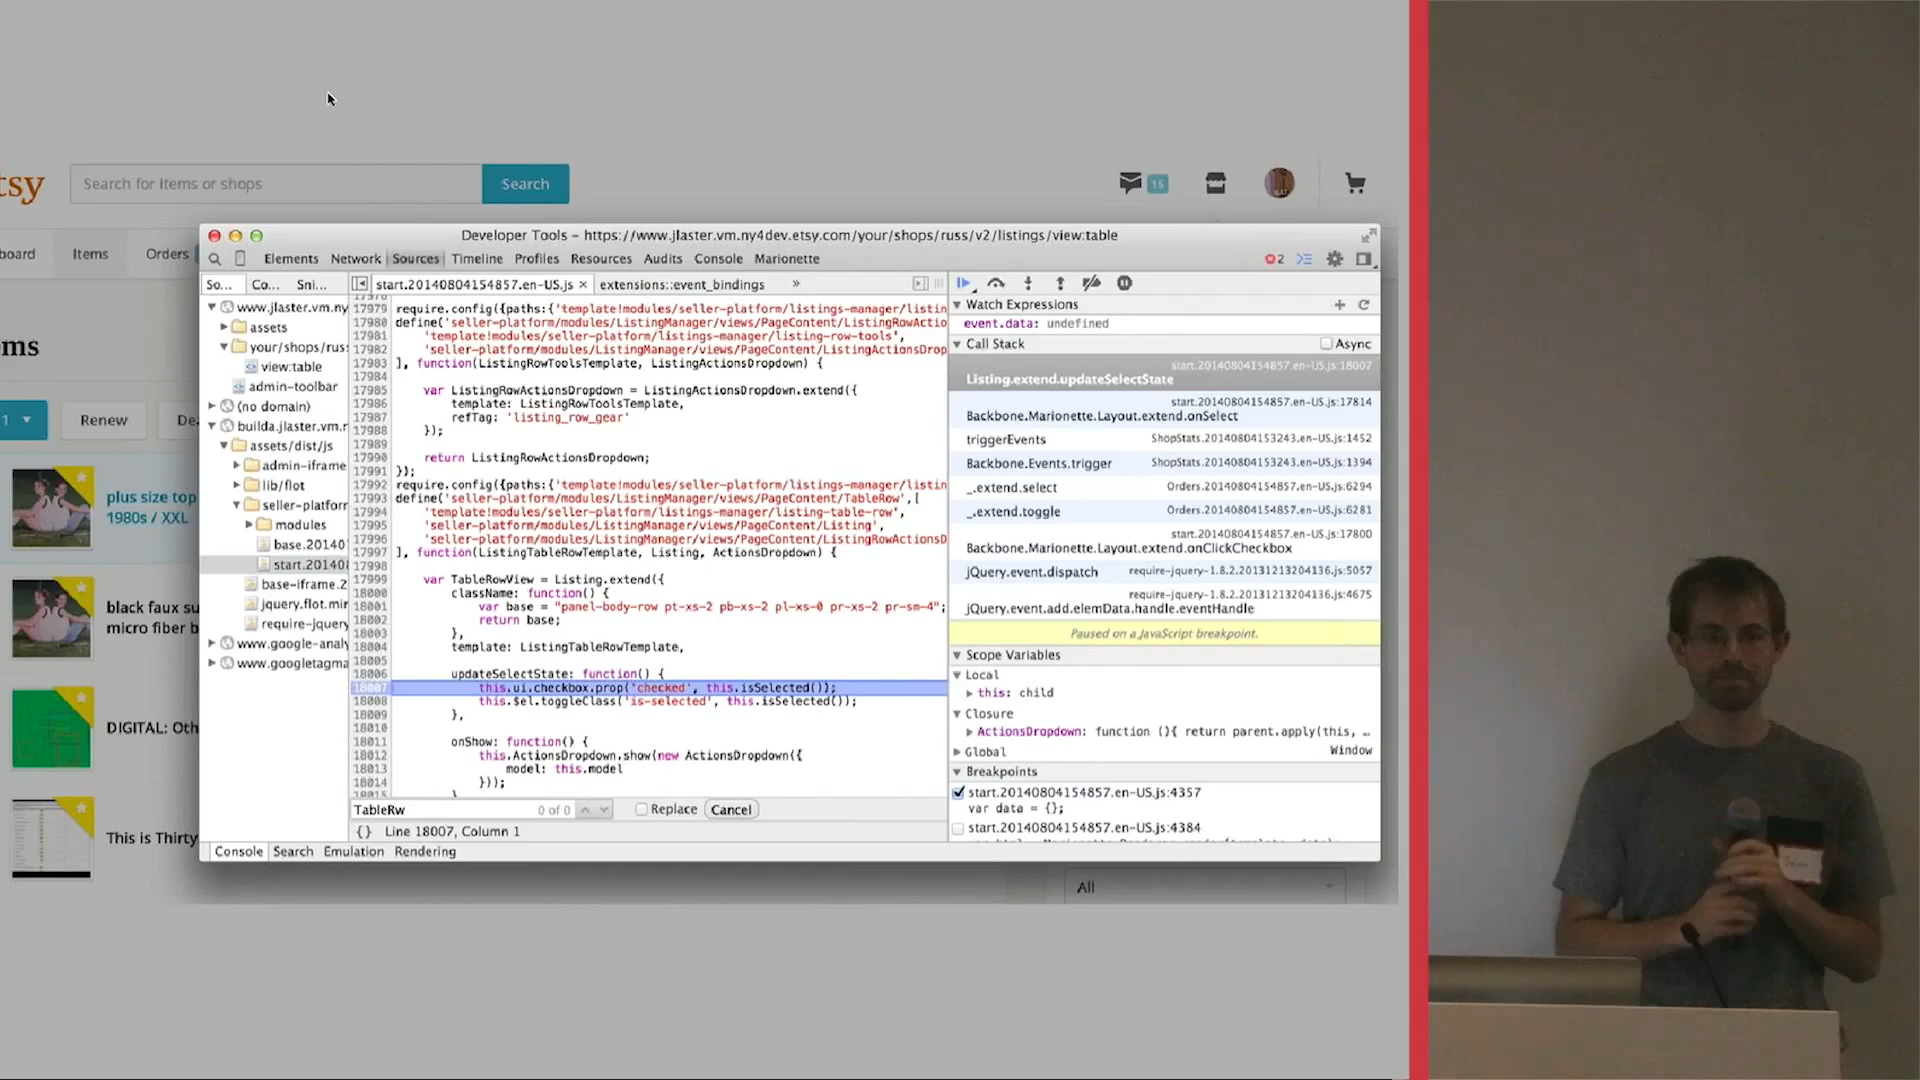 tsy
Search for items or shops
Search
15
board
Items
Orders
ms
1
Renew
De
plus size top
1980s / XXL
black faux su
micro fiber b
DIGITAL: Oth
This is Thirty
All
Developer Tools - https://www.jlaster.vm.ny4dev.etsy.com/your/shops/russ/v2/listings/view:table
Elements Network Sources Timeline Profiles Resources Audits Console Marionette
2
So... Co... Sni...
www.jlaster.vm.ny
assets
your/shops/rus
view:table
admin-toolbar
(no domain)
builda.jlaster.vm.r
assets/dist/js
admin-iframe
lib/flot
seller-platforr
modules
base.20140
start.20140
base-iframe.2
jquery.flot.mir
require-jquery
www.google-anal
www.googletagma
start.20140804154857.en-US.js × extensions::event_bindings »
17978
17979 require.config({paths:{'template!modules/seller-platform/listings-manager/listin
17980 define('seller-platform/modules/ListingManager/views/PageContent/ListingRowActio
17981 'template!modules/seller-platform/listings-manager/listing-row-tools',
17982 'seller-platform/modules/ListingManager/views/PageContent/ListingActionsDrop
17983 ], function(ListingRowToolsTemplate, ListingActionsDropdown) {
17984
17985 var ListingRowActionsDropdown = ListingActionsDropdown.extend({
17986 template: ListingRowToolsTemplate,
17987 refTag: 'listing_row_gear'
17988 });
17989
17990 return ListingRowActionsDropdown;
17991 });
17992 require.config({paths:{'template!modules/seller-platform/listings-manager/listin
17993 define('seller-platform/modules/ListingManager/views/PageContent/TableRow',[
17994 'template!modules/seller-platform/listings-manager/listing-table-row',
17995 'seller-platform/modules/ListingManager/views/PageContent/Listing',
17996 'seller-platform/modules/ListingManager/views/PageContent/ListingRowActionsD
17997 ], function(ListingTableRowTemplate, Listing, ActionsDropdown) {
17998
17999 var TableRowView = Listing.extend({
18000 className: function() {
18001 var base = "panel-body-row pt-xs-2 pb-xs-2 pl-xs-0 pr-xs-2 pr-sm-4";
18002 return base;
18003 },
18004 template: ListingTableRowTemplate,
18005
18006 updateSelectState: function() {
18007 this.ui.checkbox.prop('checked', this.isSelected());
18008 this.$el.toggleClass('is-selected', this.isSelected());
18009 },
18010
18011 onShow: function() {
18012 this.ActionsDropdown.show(new ActionsDropdown({
18013 model: this.model
18014 }));
18015 }
TableRw 0 of 0 Replace Cancel
{} Line 18007, Column 1
Console Search Emulation Rendering
Watch Expressions
event.data: undefined
Call Stack Async
start.20140804154857.en-US.js:18007
Listing.extend.updateSelectState
start.20140804154857.en-US.js:17814
Backbone.Marionette.Layout.extend.onSelect
triggerEvents ShopStats.20140804153243.en-US.js:1452
Backbone.Events.trigger ShopStats.20140804153243.en-US.js:1394
_.extend.select Orders.20140804154857.en-US.js:6294
_.extend.toggle Orders.20140804154857.en-US.js:6281
start.20140804154857.en-US.js:17800
Backbone.Marionette.Layout.extend.onClickCheckbox
jQuery.event.dispatch require-jquery-1.8.2.20131213204136.js:5057
require-jquery-1.8.2.20131213204136.js:4675
jQuery.event.add.elemData.handle.eventHandle
Paused on a JavaScript breakpoint.
Scope Variables
Local
this: child
Closure
ActionsDropdown: function (){ return parent.apply(this, …
Global Window
Breakpoints
start.20140804154857.en-US.js:4357
var data = {};
start.20140804154857.en-US.js:4384